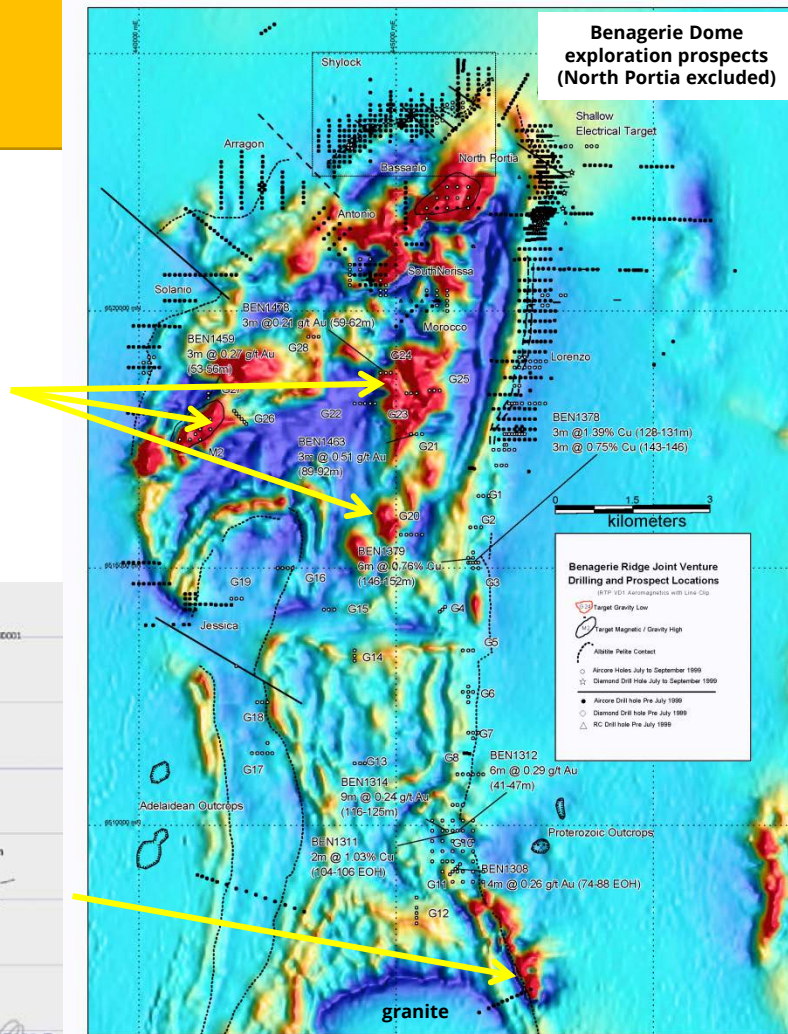 Benagerie Dome
exploration prospects
(North Portia excluded)
Shylock
Shallow
Electrical Target
Arragon
North Portia
Bassanio
Antonio
SouthNerissa
Solanio
6520000 mN
BEN1478
3m @0.21 g/t Au (59-62m)
Morocco
BEN1459
3m @ 0.27 g/t Au
(53-56m)
G28
G24
Lorenzo
G25
G27
G26
G22
G23
BEN1378
3m @1.39% Cu (128-131m)
3m @ 0.75% Cu (143-146)
M2
BEN1463
3m @ 0.51 g/t Au
(89-92m)
G21
G1
0 1.5 3
kilometers
G20
G2
BEN1379
6m @ 0.76% Cu
(146-152m)
G3
G16
G19
G15
G4
Jessica
Benagerie Ridge Joint Venture
Drilling and Prospect Locations
Target Gravity Low
M2 Target Magnetic / Gravity High
Albitite Pelite Contact
Aircore Holes July to September 1999
Diamond Drill Hole July to September 1999
Aircore Drill hole Pre July 1999
Diamond Drill hole Pre July 1999
RC Drill hole Pre July 1999
G14
G5
G6
G18
G7
G17
G13
G8
BEN1312
6m @ 0.29 g/t Au
(41-47m)
BEN1314
9m @ 0.24 g/t Au
(116-125m)
Adelaidean Outcrops
6510000 mN
Proterozoic Outcrops
G10
BEN1311
2m @ 1.03% Cu
(104-106 EOH)
BEN1308
14m @ 0.26 g/t Au (74-88 EOH)
G11
G12
granite